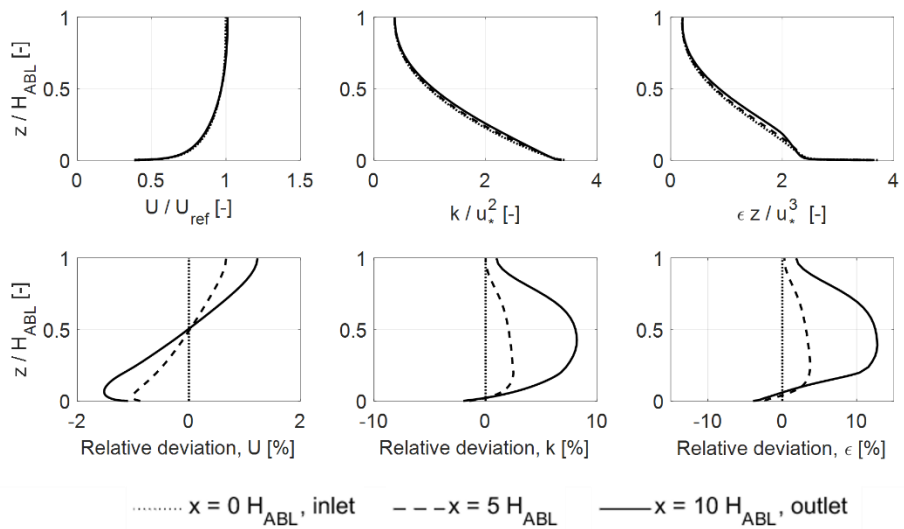 1
0.5
0
z / H_ABL [-]
0 0.5 1 1.5
U / U_ref [-]
1
0.5
0
0 2 4
k / u_*^2 [-]
1
0.5
0
0 2 4
ϵ z / u_*^3 [-]
1
0.5
0
z / H_ABL [-]
-2 0 2
Relative deviation, U [%]
1
0.5
0
-10 0 10
Relative deviation, k [%]
1
0.5
0
-10 0 10
Relative deviation, ϵ [%]
x = 0 H_ABL, inlet x = 5 H_ABL x = 10 H_ABL, outlet